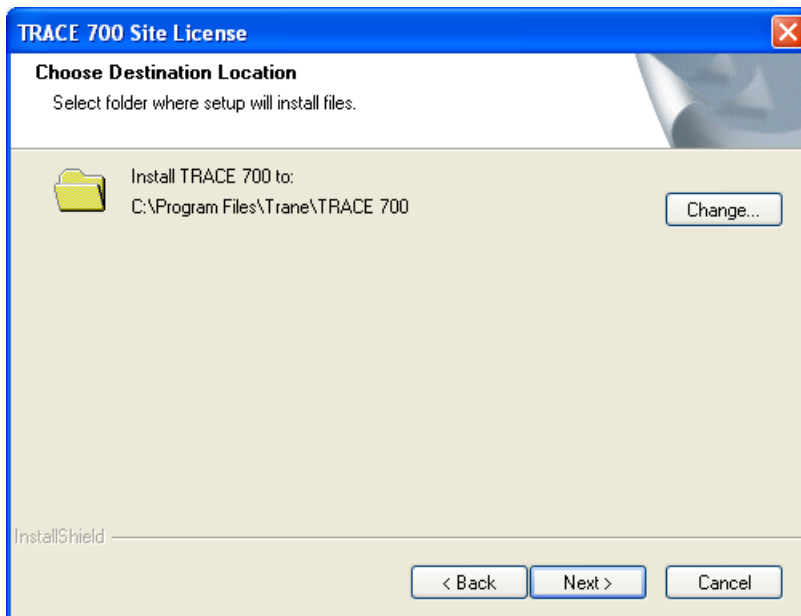 TRACE 700 Site License
Choose Destination Location
Select folder where setup will install files.
Install TRACE 700 to:
C:\Program Files\Trane\TRACE 700
Change...
InstallShield
< Back
Next >
Cancel